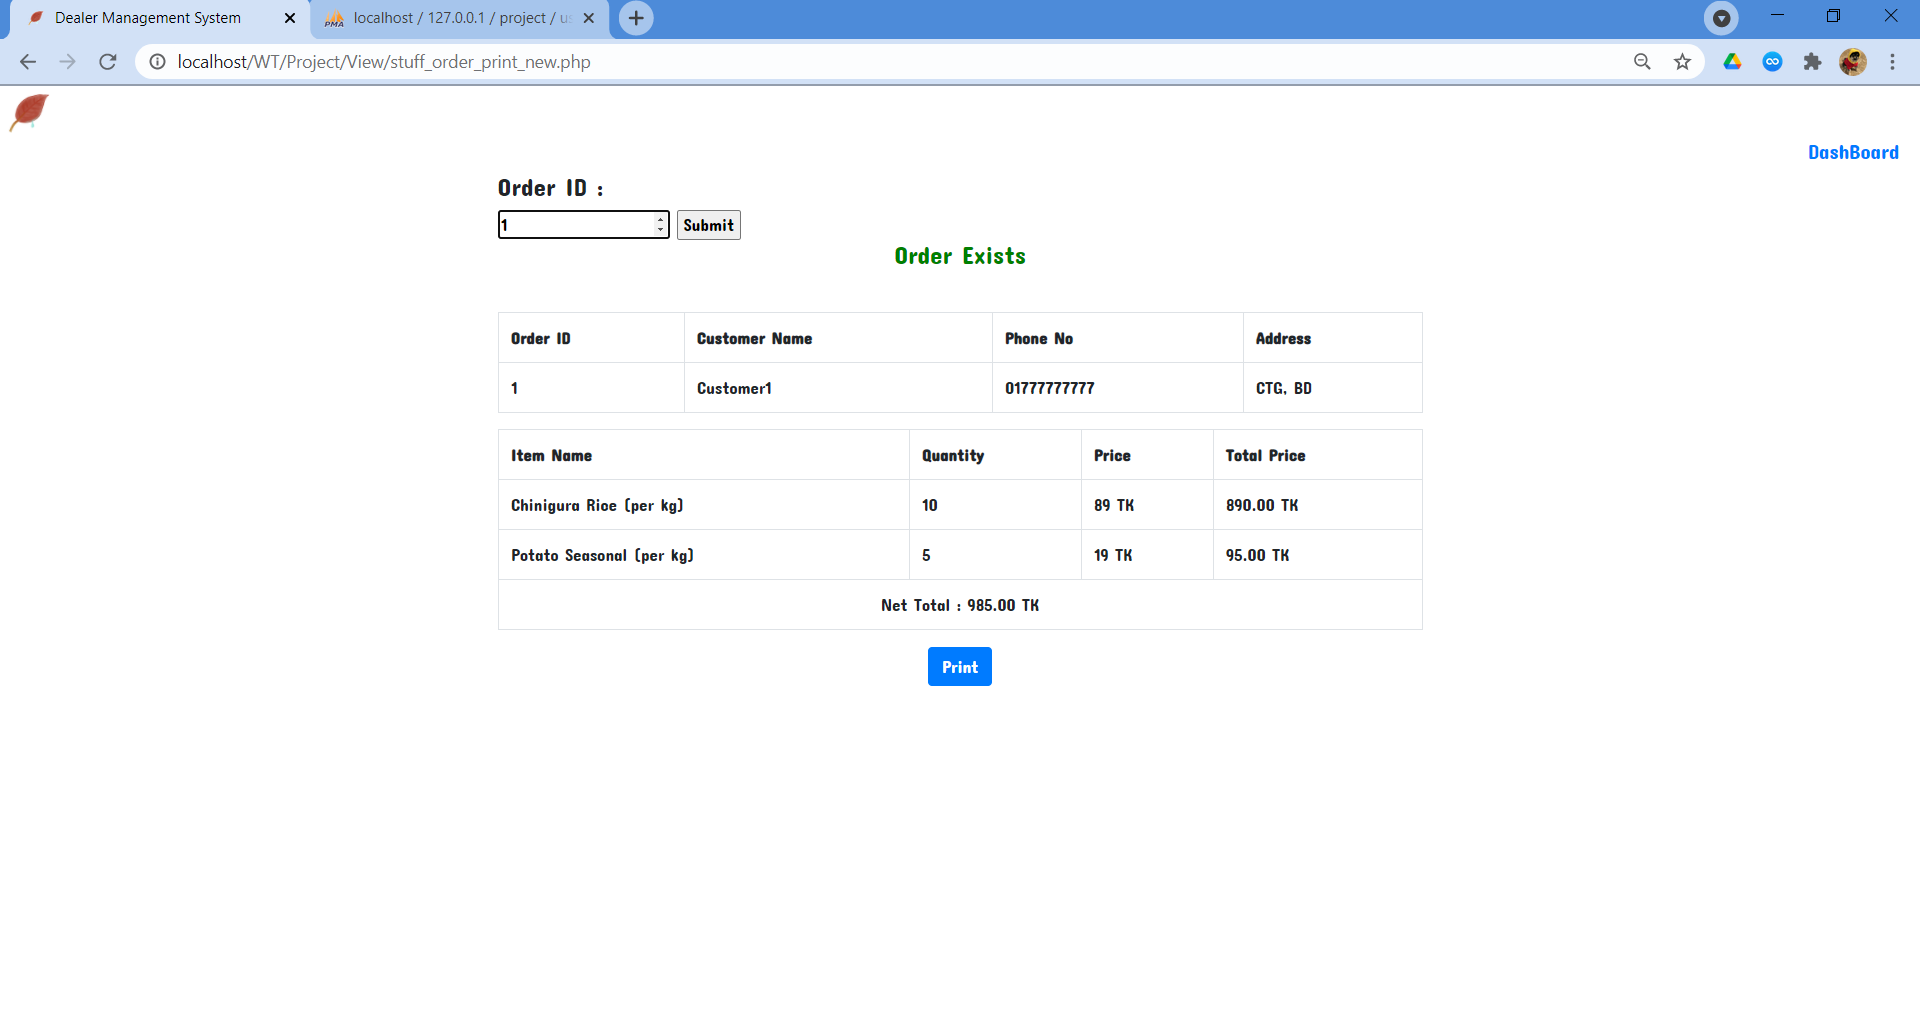 Dealer Management System
localhost / 127.0.0.1 / project / us
localhost/WT/Project/View/stuff_order_print_new.php
DashBoard
Order ID :
1 Submit
Order Exists
Order ID Customer Name Phone No Address
1 Customer1 01777777777 CTG, BD
Item Name Quantity Price Total Price
Chinigura Rice (per kg) 10 89 TK 890.00 TK
Potato Seasonal (per kg) 5 19 TK 95.00 TK
Net Total : 985.00 TK
Print